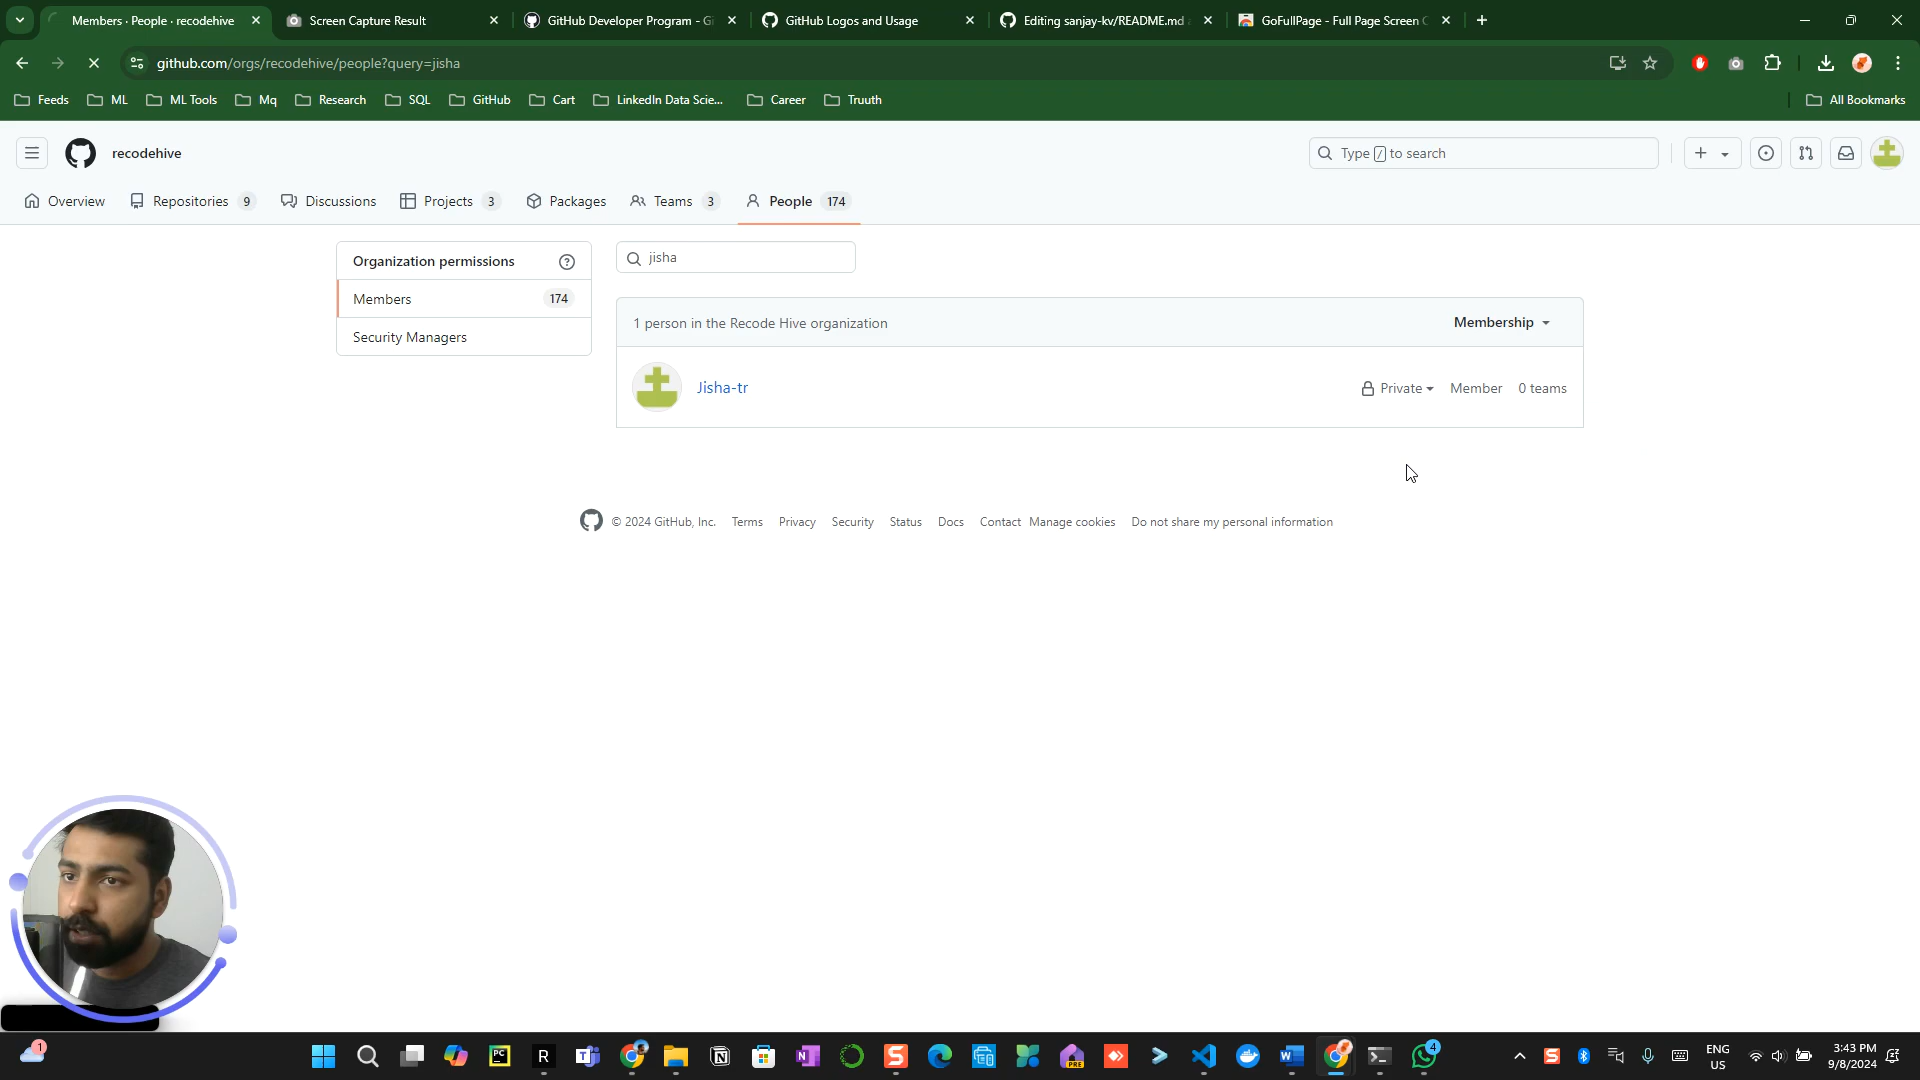 Members · People · recodehive
Screen Capture Result
GitHub Developer Program - Gi
GitHub Logos and Usage
Editing sanjay-kv/README.md
GoFullPage - Full Page Screen C
github.com/orgs/recodehive/people?query=jisha
Feeds
ML
ML Tools
Mq
Research
SQL
GitHub
Cart
LinkedIn Data Scie...
Career
Truuth
All Bookmarks
recodehive
Type / to search
Overview
Repositories 9
Discussions
Projects 3
Packages
Teams 3
People 174
Organization permissions
Members 174
Security Managers
jisha
1 person in the Recode Hive organization
Membership
Jisha-tr
Private
Member
0 teams
© 2024 GitHub, Inc.
Terms
Privacy
Security
Status
Docs
Contact
Manage cookies
Do not share my personal information
1
PC
R
PRE
4
ENG
US
3:43 PM
9/8/2024